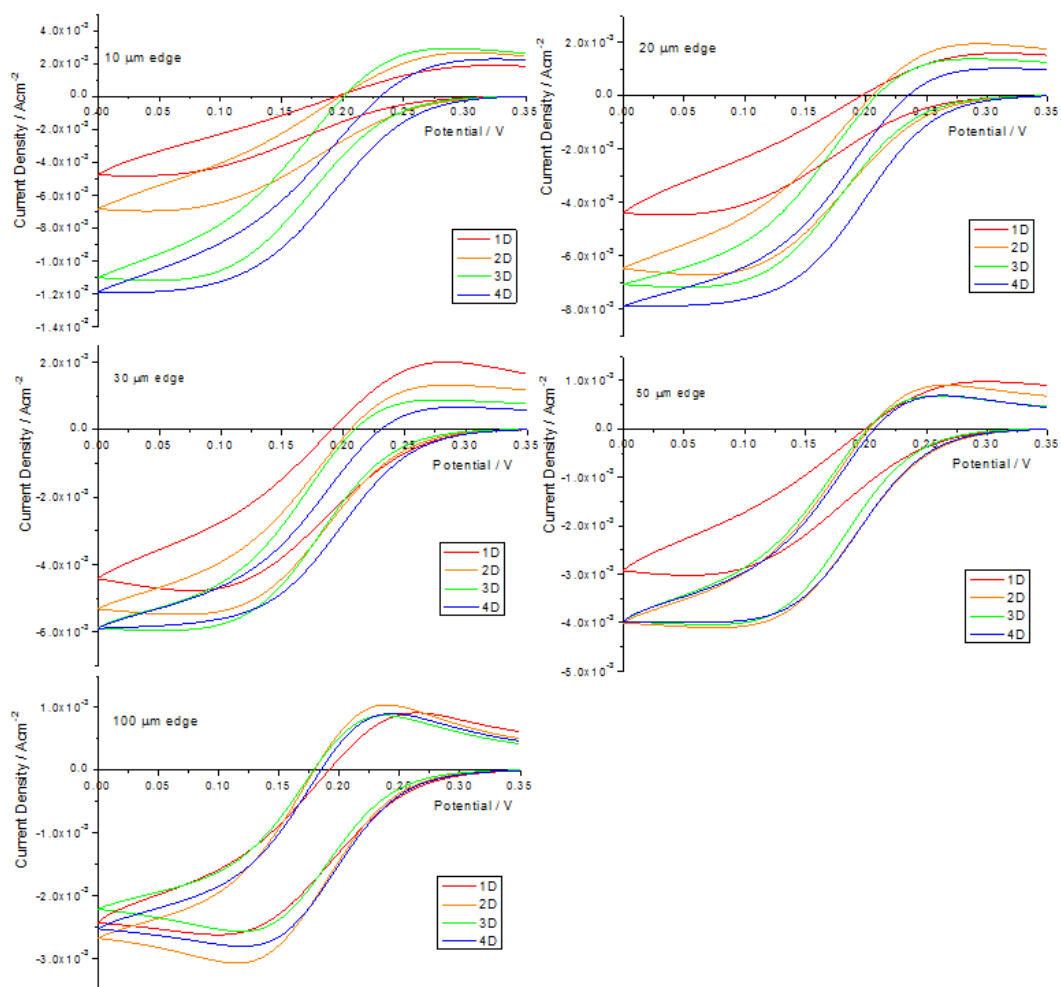 10 µm edge
4.0x10⁻³
2.0x10⁻³
0.0
-2.0x10⁻³
-4.0x10⁻³
-6.0x10⁻³
-8.0x10⁻³
-1.0x10⁻²
-1.2x10⁻²
-1.4x10⁻²
0.00 0.05 0.10 0.15 0.20 0.25 0.30 0.35
Potential / V
Current Density / Acm⁻²
1D
2D
3D
4D
20 µm edge
2.0x10⁻³
0.0
-2.0x10⁻³
-4.0x10⁻³
-6.0x10⁻³
-8.0x10⁻³
0.00 0.05 0.10 0.15 0.20 0.25 0.30 0.35
Potential / V
Current Density / Acm⁻²
1D
2D
3D
4D
30 µm edge
2.0x10⁻³
0.0
-2.0x10⁻³
-4.0x10⁻³
-6.0x10⁻³
0.00 0.05 0.10 0.15 0.20 0.25 0.30 0.35
Potential / V
Current Density / Acm⁻²
1D
2D
3D
4D
50 µm edge
1.0x10⁻³
0.0
-1.0x10⁻³
-2.0x10⁻³
-3.0x10⁻³
-4.0x10⁻³
-5.0x10⁻³
0.00 0.05 0.10 0.15 0.20 0.25 0.30 0.35
Potential / V
Current Density / Acm⁻²
1D
2D
3D
4D
100 µm edge
1.0x10⁻³
0.0
-1.0x10⁻³
-2.0x10⁻³
-3.0x10⁻³
0.00 0.05 0.10 0.15 0.20 0.25 0.30 0.35
Potential / V
Current Density / Acm⁻²
1D
2D
3D
4D